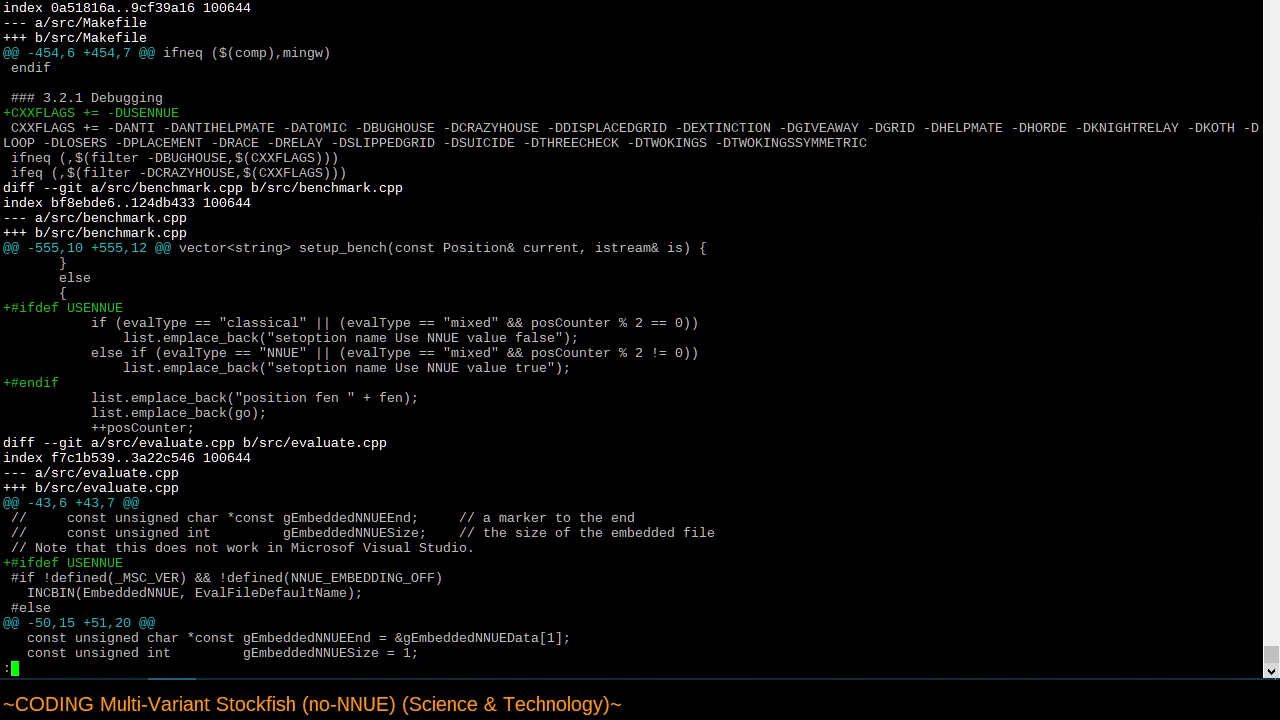 index 0a51816a..9cf39a16 100644
--- a/src/Makefile
+++ b/src/Makefile
@@ -454,6 +454,7 @@ ifneq ($(comp),mingw)
 endif

 ### 3.2.1 Debugging
+CXXFLAGS += -DUSENNUE
 CXXFLAGS += -DANTI -DANTIHELPMATE -DATOMIC -DBUGHOUSE -DCRAZYHOUSE -DDISPLACEDGRID -DEXTINCTION -DGIVEAWAY -DGRID -DHELPMATE -DHORDE -DKNIGHTRELAY -DKOTH -D
LOOP -DLOSERS -DPLACEMENT -DRACE -DRELAY -DSLIPPEDGRID -DSUICIDE -DTHREECHECK -DTWOKINGS -DTWOKINGSSYMMETRIC
 ifneq (,$(filter -DBUGHOUSE,$(CXXFLAGS)))
 ifeq (,$(filter -DCRAZYHOUSE,$(CXXFLAGS)))
diff --git a/src/benchmark.cpp b/src/benchmark.cpp
index bf8ebde6..124db433 100644
--- a/src/benchmark.cpp
+++ b/src/benchmark.cpp
@@ -555,10 +555,12 @@ vector<string> setup_bench(const Position& current, istream& is) {
       }
       else
       {
+#ifdef USENNUE
           if (evalType == "classical" || (evalType == "mixed" && posCounter % 2 == 0))
               list.emplace_back("setoption name Use NNUE value false");
           else if (evalType == "NNUE" || (evalType == "mixed" && posCounter % 2 != 0))
               list.emplace_back("setoption name Use NNUE value true");
+#endif
           list.emplace_back("position fen " + fen);
           list.emplace_back(go);
           ++posCounter;
diff --git a/src/evaluate.cpp b/src/evaluate.cpp
index f7c1b539..3a22c546 100644
--- a/src/evaluate.cpp
+++ b/src/evaluate.cpp
@@ -43,6 +43,7 @@
 //     const unsigned char *const gEmbeddedNNUEEnd;     // a marker to the end
 //     const unsigned int         gEmbeddedNNUESize;    // the size of the embedded file
 // Note that this does not work in Microsof Visual Studio.
+#ifdef USENNUE
 #if !defined(_MSC_VER) && !defined(NNUE_EMBEDDING_OFF)
   INCBIN(EmbeddedNNUE, EvalFileDefaultName);
 #else
@@ -50,15 +51,20 @@
   const unsigned char *const gEmbeddedNNUEEnd = &gEmbeddedNNUEData[1];
   const unsigned int         gEmbeddedNNUESize = 1;
:
~CODING Multi-Variant Stockfish (no-NNUE) (Science & Technology)~